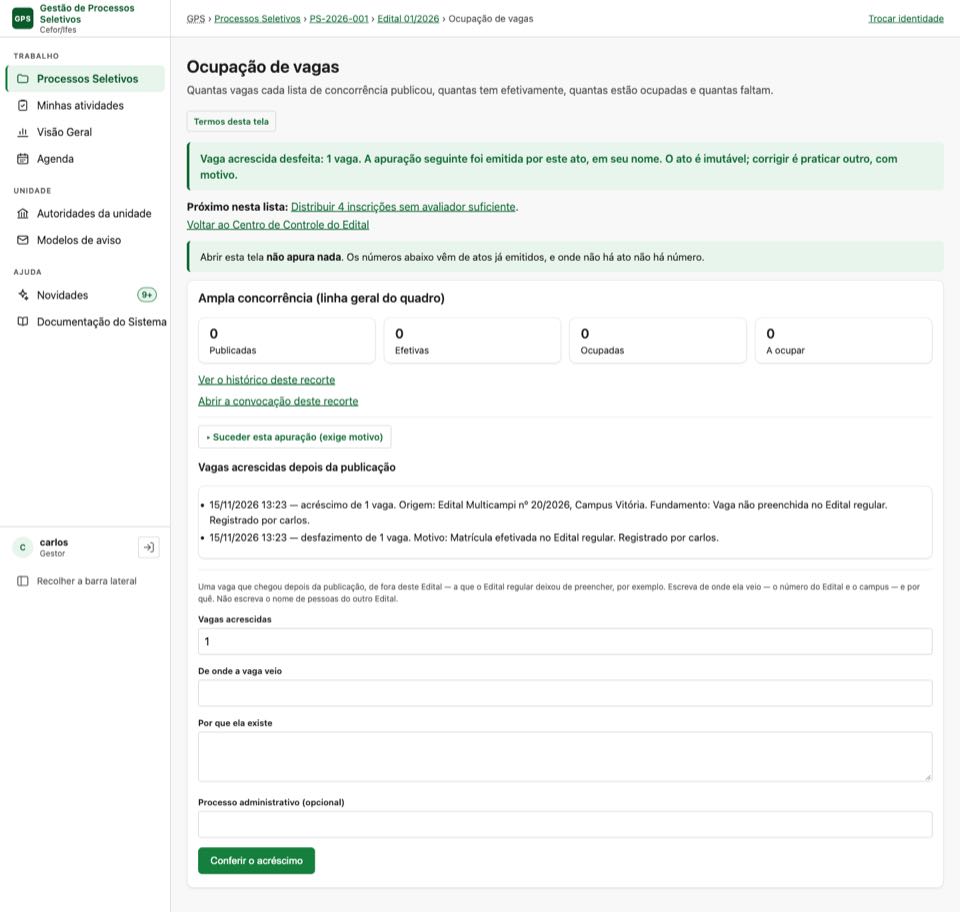 GPS
Gestão de Processos
Seletivos
Cefor/Ifes
GPS › Processos Seletivos › PS-2026-001 › Edital 01/2026 › Ocupação de vagas
Trocar identidade
TRABALHO
Processos Seletivos
Minhas atividades
Visão Geral
Agenda
UNIDADE
Autoridades da unidade
Modelos de aviso
AJUDA
Novidades
9+
Documentação do Sistema
C
carlos
Gestor
Recolher a barra lateral
Ocupação de vagas
Quantas vagas cada lista de concorrência publicou, quantas tem efetivamente, quantas estão ocupadas e quantas faltam.
Termos desta tela
Vaga acrescida desfeita: 1 vaga. A apuração seguinte foi emitida por este ato, em seu nome. O ato é imutável; corrigir é praticar outro, com
motivo.
Próximo nesta lista: Distribuir 4 inscrições sem avaliador suficiente.
Voltar ao Centro de Controle do Edital
Abrir esta tela não apura nada. Os números abaixo vêm de atos já emitidos, e onde não há ato não há número.
Ampla concorrência (linha geral do quadro)
0
Publicadas
0
Efetivas
0
Ocupadas
0
A ocupar
Ver o histórico deste recorte
Abrir a convocação deste recorte
▸ Suceder esta apuração (exige motivo)
Vagas acrescidas depois da publicação
• 15/11/2026 13:23 — acréscimo de 1 vaga. Origem: Edital Multicampi nº 20/2026, Campus Vitória. Fundamento: Vaga não preenchida no Edital regular.
Registrado por carlos.
• 15/11/2026 13:23 — desfazimento de 1 vaga. Motivo: Matrícula efetivada no Edital regular. Registrado por carlos.
Uma vaga que chegou depois da publicação, de fora deste Edital — a que o Edital regular deixou de preencher, por exemplo. Escreva de onde ela veio — o número do Edital e o campus — e por
quê. Não escreva o nome de pessoas do outro Edital.
Vagas acrescidas
1
De onde a vaga veio
Por que ela existe
Processo administrativo (opcional)
Conferir o acréscimo